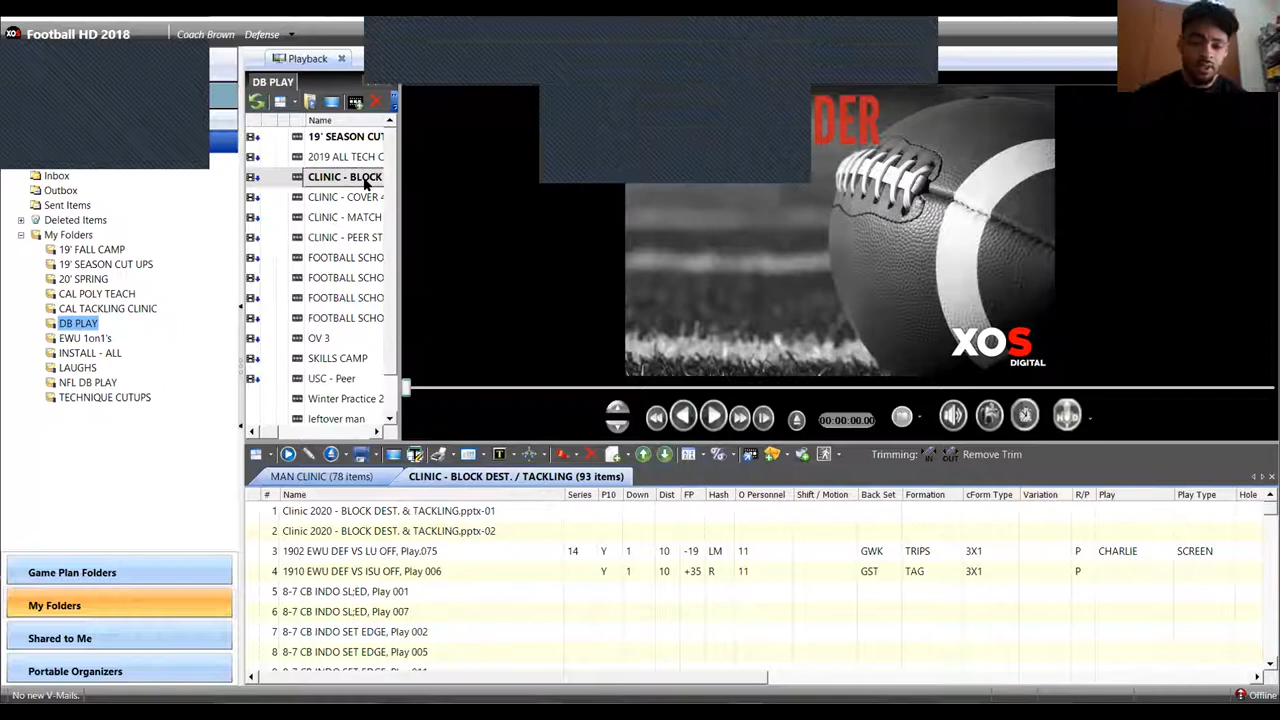 XOS Football HD 2018 Coach Brown Defense
Playback
DB PLAY
DER
Name
19' SEASON CUT
2019 ALL TECH C
CLINIC - BLOCK
CLINIC - COVER 4
CLINIC - MATCH
CLINIC - PEER ST
FOOTBALL SCHO
FOOTBALL SCHO
FOOTBALL SCHO
FOOTBALL SCHO
OV 3
SKILLS CAMP
USC - Peer
Winter Practice 2
leftover man
Inbox
Outbox
Sent Items
Deleted Items
My Folders
19' FALL CAMP
19' SEASON CUT UPS
20' SPRING
CAL POLY TEACH
CAL TACKLING CLINIC
DB PLAY
EWU 1on1's
INSTALL - ALL
LAUGHS
NFL DB PLAY
TECHNIQUE CUTUPS
XOS
DIGITAL
00:00:00.00
Trimming: IN OUT Remove Trim
MAN CLINIC (78 items) CLINIC - BLOCK DEST. / TACKLING (93 items)
# Name Series P10 Down Dist FP Hash O Personnel Shift / Motion Back Set Formation cForm Type Variation R/P Play Play Type Hole
1 Clinic 2020 - BLOCK DEST. & TACKLING.pptx-01
2 Clinic 2020 - BLOCK DEST. & TACKLING.pptx-02
3 1902 EWU DEF VS LU OFF, Play.075 14 Y 1 10 -19 LM 11 GWK TRIPS 3X1 P CHARLIE SCREEN
4 1910 EWU DEF VS ISU OFF, Play 006 Y 1 10 +35 R 11 GST TAG 3X1 P
5 8-7 CB INDO SL;ED, Play 001
6 8-7 CB INDO SL;ED, Play 007
7 8-7 CB INDO SET EDGE, Play 002
8 8-7 CB INDO SET EDGE, Play 005
Game Plan Folders
My Folders
Shared to Me
Portable Organizers
No new V-Mails.
Offline